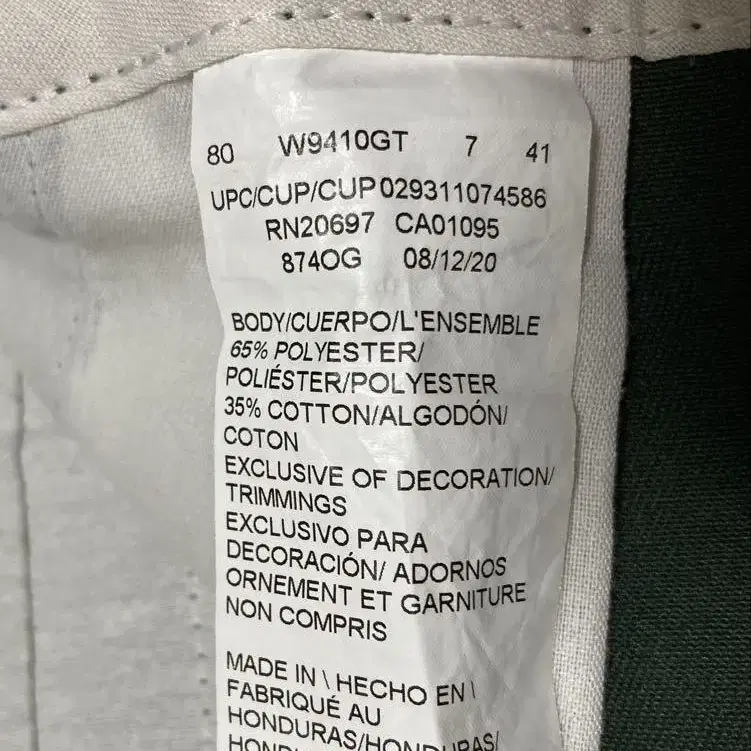 80 W9410GT 7 41
UPC/CUP/CUP 029311074586
RN20697 CA01095
874OG 08/12/20
BODY/CUERPO/L'ENSEMBLE
65% POLYESTER/
POLIÉSTER/POLYESTER
35% COTTON/ALGODÓN/
COTON
EXCLUSIVE OF DECORATION/
TRIMMINGS
EXCLUSIVO PARA
DECORACIÓN/ ADORNOS
ORNEMENT ET GARNITURE
NON COMPRIS
MADE IN \ HECHO EN \
FABRIQUÉ AU
HONDURAS/HONDURAS/